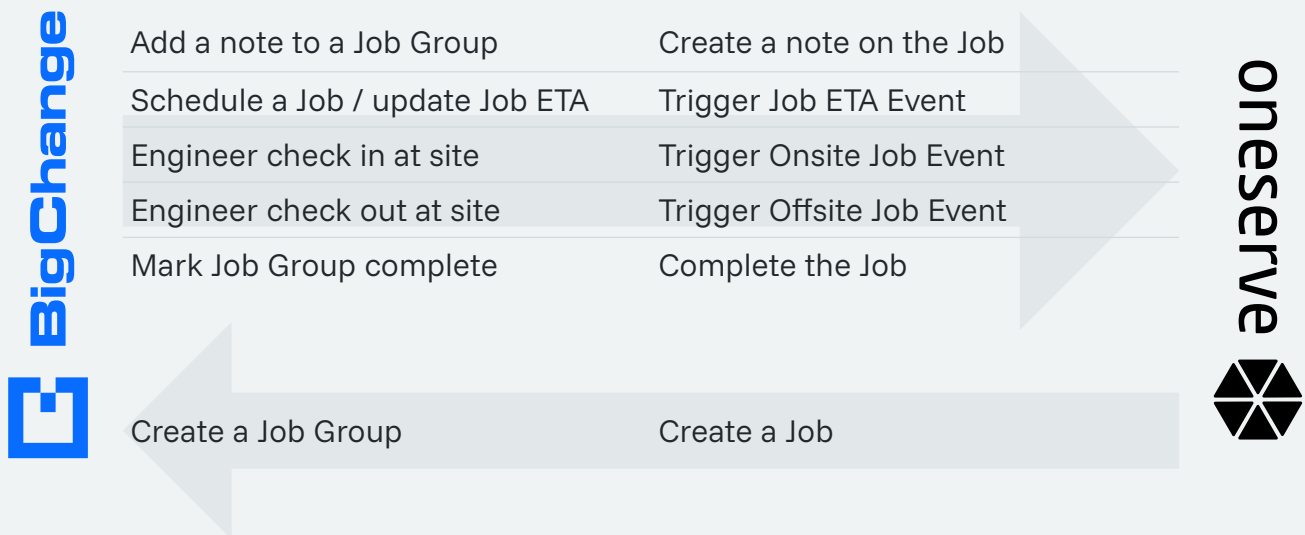 BigChange
Add a note to a Job Group Create a note on the Job
Schedule a Job / update Job ETA Trigger Job ETA Event
Engineer check in at site Trigger Onsite Job Event
Engineer check out at site Trigger Offsite Job Event
Mark Job Group complete Complete the Job
Create a Job Group Create a Job
oneserve